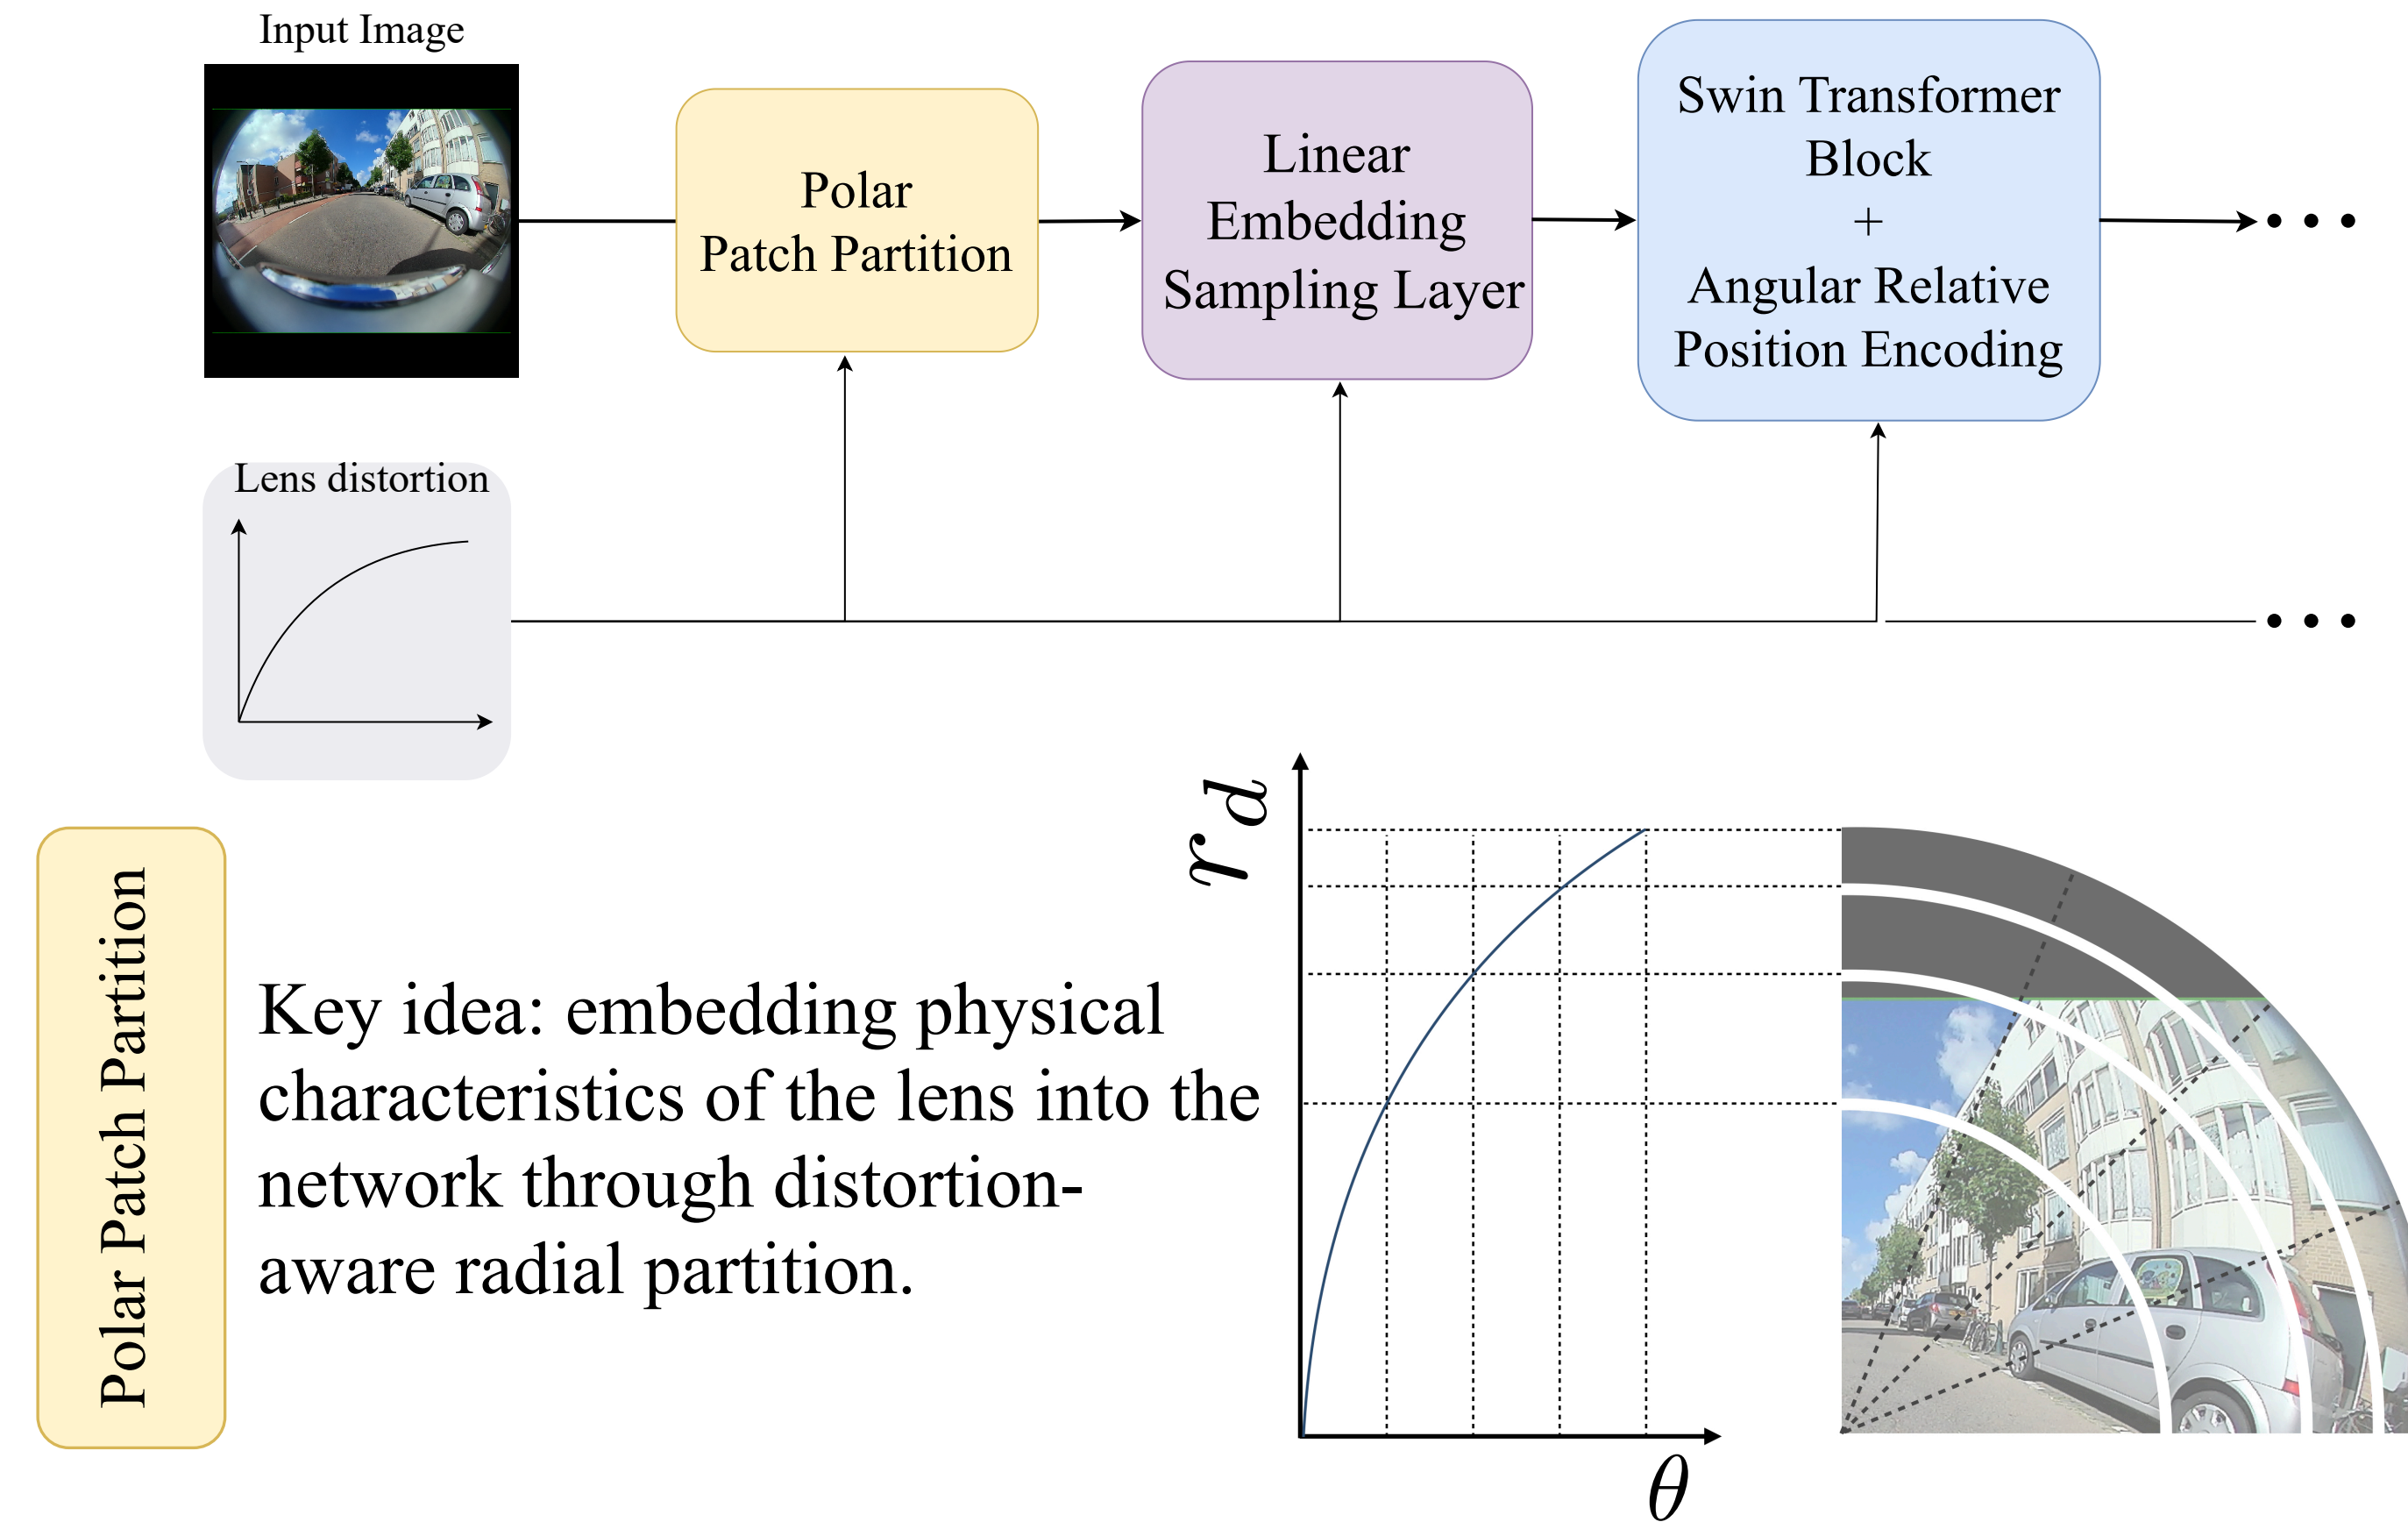 Input Image
Polar
Patch Partition
Linear
Embedding
Sampling Layer
Swin Transformer
Block
+
Angular Relative
Position Encoding
Lens distortion
Polar Patch Partition
Key idea: embedding physical
characteristics of the lens into the
network through distortion-
aware radial partition.
r_d
θ